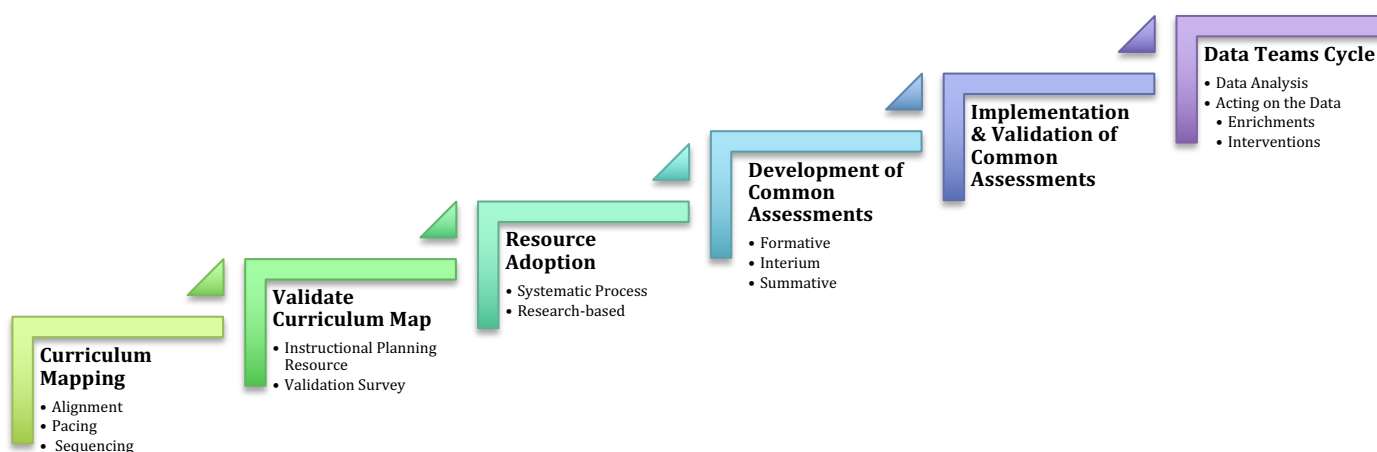 Curriculum
Mapping
• Alignment
• Pacing
• Sequencing
Validate
Curriculum Map
• Instructional Planning
Resource
• Validation Survey
Resource
Adoption
• Systematic Process
• Research-based
Development of
Common
Assessments
• Formative
• Interium
• Summative
Implementation
& Validation of
Common
Assessments
Data Teams Cycle
• Data Analysis
• Acting on the Data
• Enrichments
• Interventions